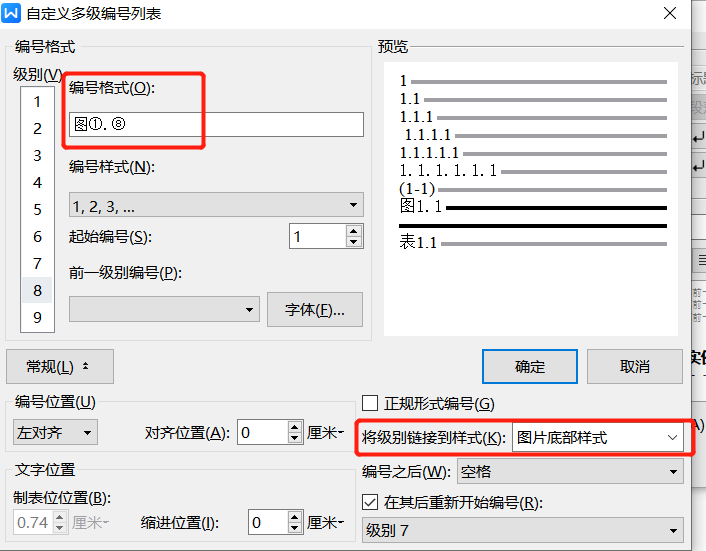 自定义多级编号列表
编号格式
级别(V)
1
2
3
4
5
6
7
8
9
编号格式(O):
图①.⑧
编号样式(N):
1, 2, 3, ...
起始编号(S):
1
前一级别编号(P):
字体(F)...
预览
1
1.1
1.1.1
1.1.1.1
1.1.1.1.1
1.1.1.1.1.1
(1-1)
图1.1
表1.1
常规(L)
确定
取消
编号位置(U)
左对齐
对齐位置(A):
0
厘米
文字位置
制表位位置(B):
0.74
厘米
缩进位置(I):
0
厘米
正规形式编号(G)
将级别链接到样式(K):
图片底部样式
编号之后(W):
空格
在其后重新开始编号(R):
级别 7